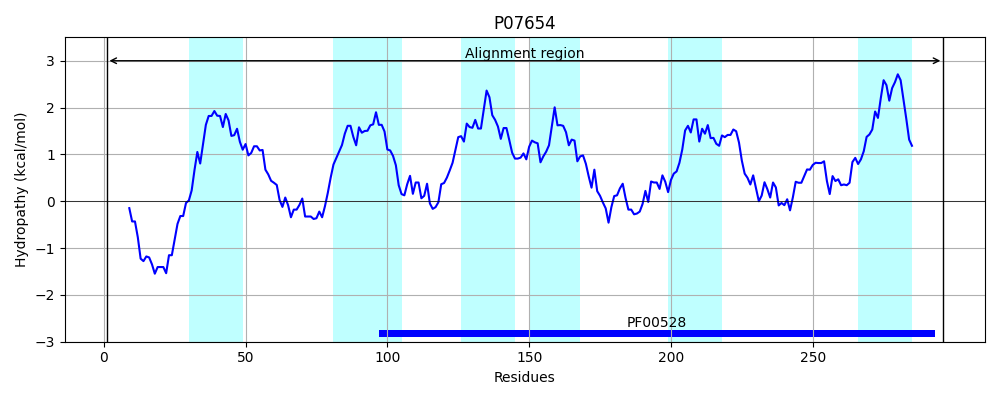 P07654
Alignment region
3
2
1
0
−1
−2
−3
Hydropathy (kcal/mol)
PF00528
0 50 100 150 200 250
Residues